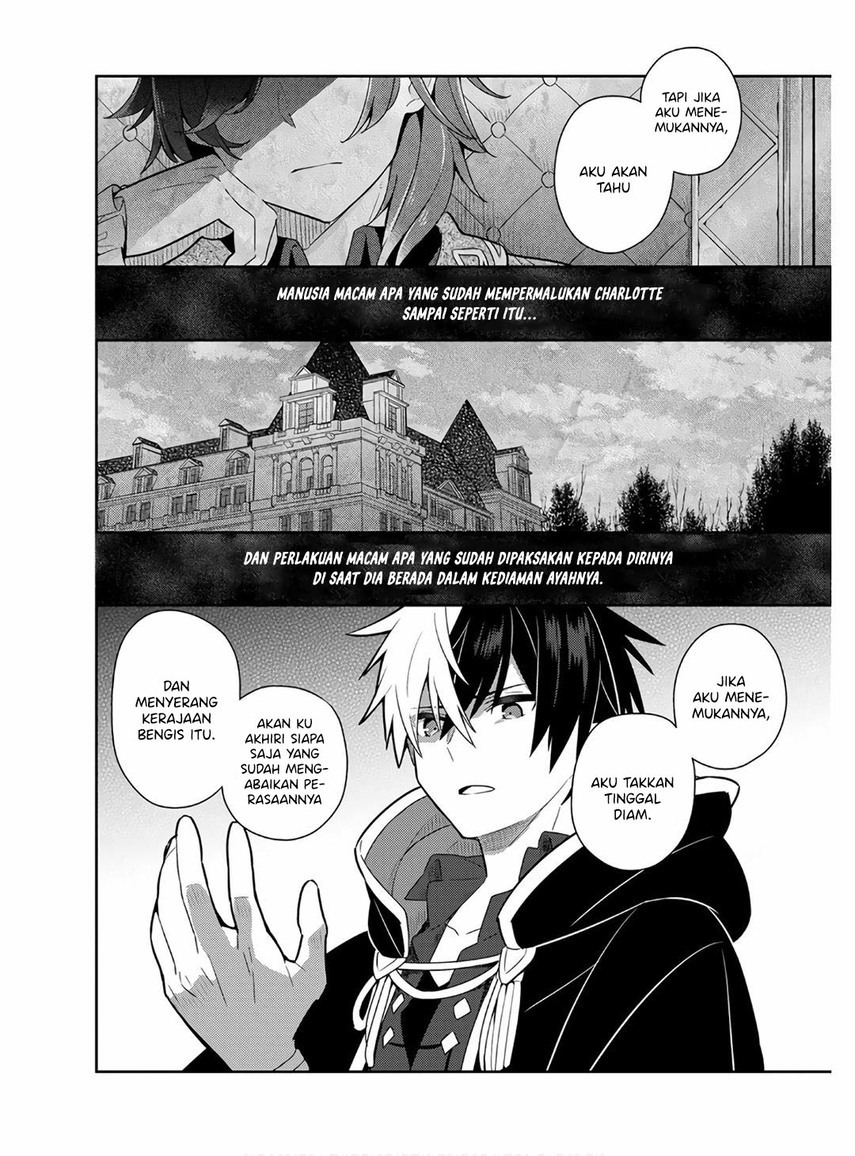 TAPI JIKA
AKU MENE-
MUKANNYA,
AKU AKAN
TAHU
MANUSIA MACAM APA YANG SUDAH MEMPERMALUKAN CHARLOTTE
SAMPAI SEPERTI ITU...
DAN PERLAKUAN MACAM APA YANG SUDAH DIPAKSAKAN KEPADA DIRINYA
DI SAAT DIA BERADA DALAM KEDIAMAN AYAHNYA.
JIKA
AKU MENE-
MUKANNYA,
AKU TAKKAN
TINGGAL
DIAM.
AKAN KU
AKHIRI SIAPA
SAJA YANG
SUDAH MENG-
ABAIKAN PE-
RASAANNYA
DAN
MENYERANG
KERAJAAN
BENGIS ITU.